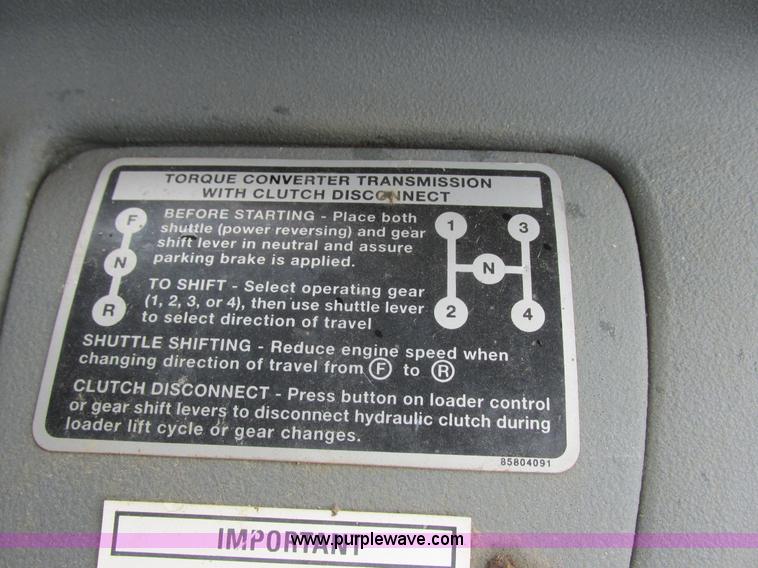 TORQUE CONVERTER TRANSMISSION
WITH CLUTCH DISCONNECT
F
N
R
BEFORE STARTING - Place both
shuttle (power reversing) and gear
shift lever in neutral and assure
parking brake is applied.
TO SHIFT - Select operating gear
(1, 2, 3, or 4), then use shuttle lever
to select direction of travel
1 3
N
2 4
SHUTTLE SHIFTING - Reduce engine speed when
changing direction of travel from F to R
CLUTCH DISCONNECT - Press button on loader control
or gear shift levers to disconnect hydraulic clutch during
loader lift cycle or gear changes.
85804091
IMPORTANT
www.purplewave.com